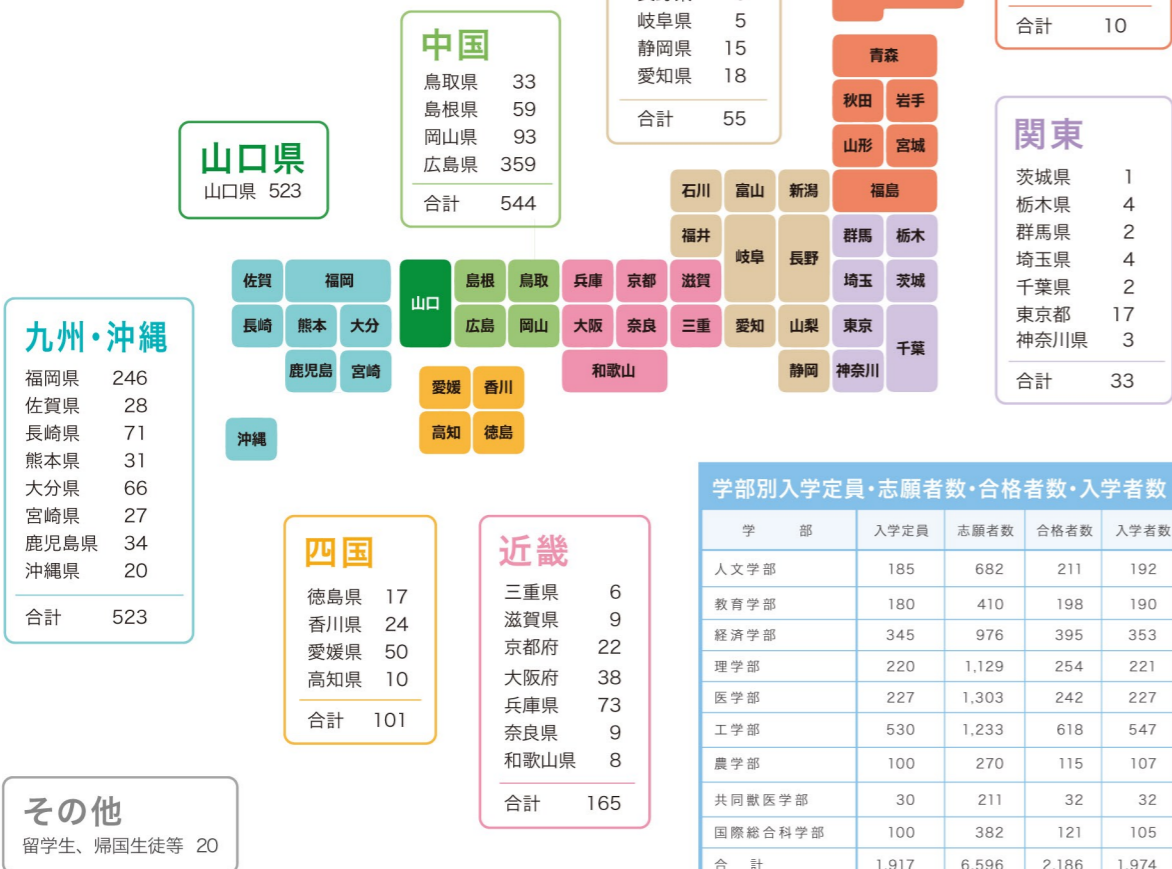 岐阜県 5
静岡県 15
愛知県 18
合計 55
合計 10
中国
鳥取県 33
島根県 59
岡山県 93
広島県 359
合計 544
山口県
山口県 523
関東
茨城県 1
栃木県 4
群馬県 2
埼玉県 4
千葉県 2
東京都 17
神奈川県 3
合計 33
青森
秋田 岩手
山形 宮城
石川 富山 新潟 福島
福井 岐阜 長野 群馬 栃木
佐賀 福岡 山口 島根 鳥取 兵庫 京都 滋賀 埼玉 茨城
長崎 熊本 大分 広島 岡山 大阪 奈良 三重 愛知 山梨 東京 千葉
鹿児島 宮崎 和歌山 静岡 神奈川
愛媛 香川
高知 徳島
沖縄
九州・沖縄
福岡県 246
佐賀県 28
長崎県 71
熊本県 31
大分県 66
宮崎県 27
鹿児島県 34
沖縄県 20
合計 523
四国
徳島県 17
香川県 24
愛媛県 50
高知県 10
合計 101
近畿
三重県 6
滋賀県 9
京都府 22
大阪府 38
兵庫県 73
奈良県 9
和歌山県 8
合計 165
その他
留学生、帰国生徒等 20
学部別入学定員・志願者数・合格者数・入学者数
学部 入学定員 志願者数 合格者数 入学者数
人文学部 185 682 211 192
教育学部 180 410 198 190
経済学部 345 976 395 353
理学部 220 1,129 254 221
医学部 227 1,303 242 227
工学部 530 1,233 618 547
農学部 100 270 115 107
共同獣医学部 30 211 32 32
国際総合科学部 100 382 121 105
合計 1,917 6,596 2,186 1,974